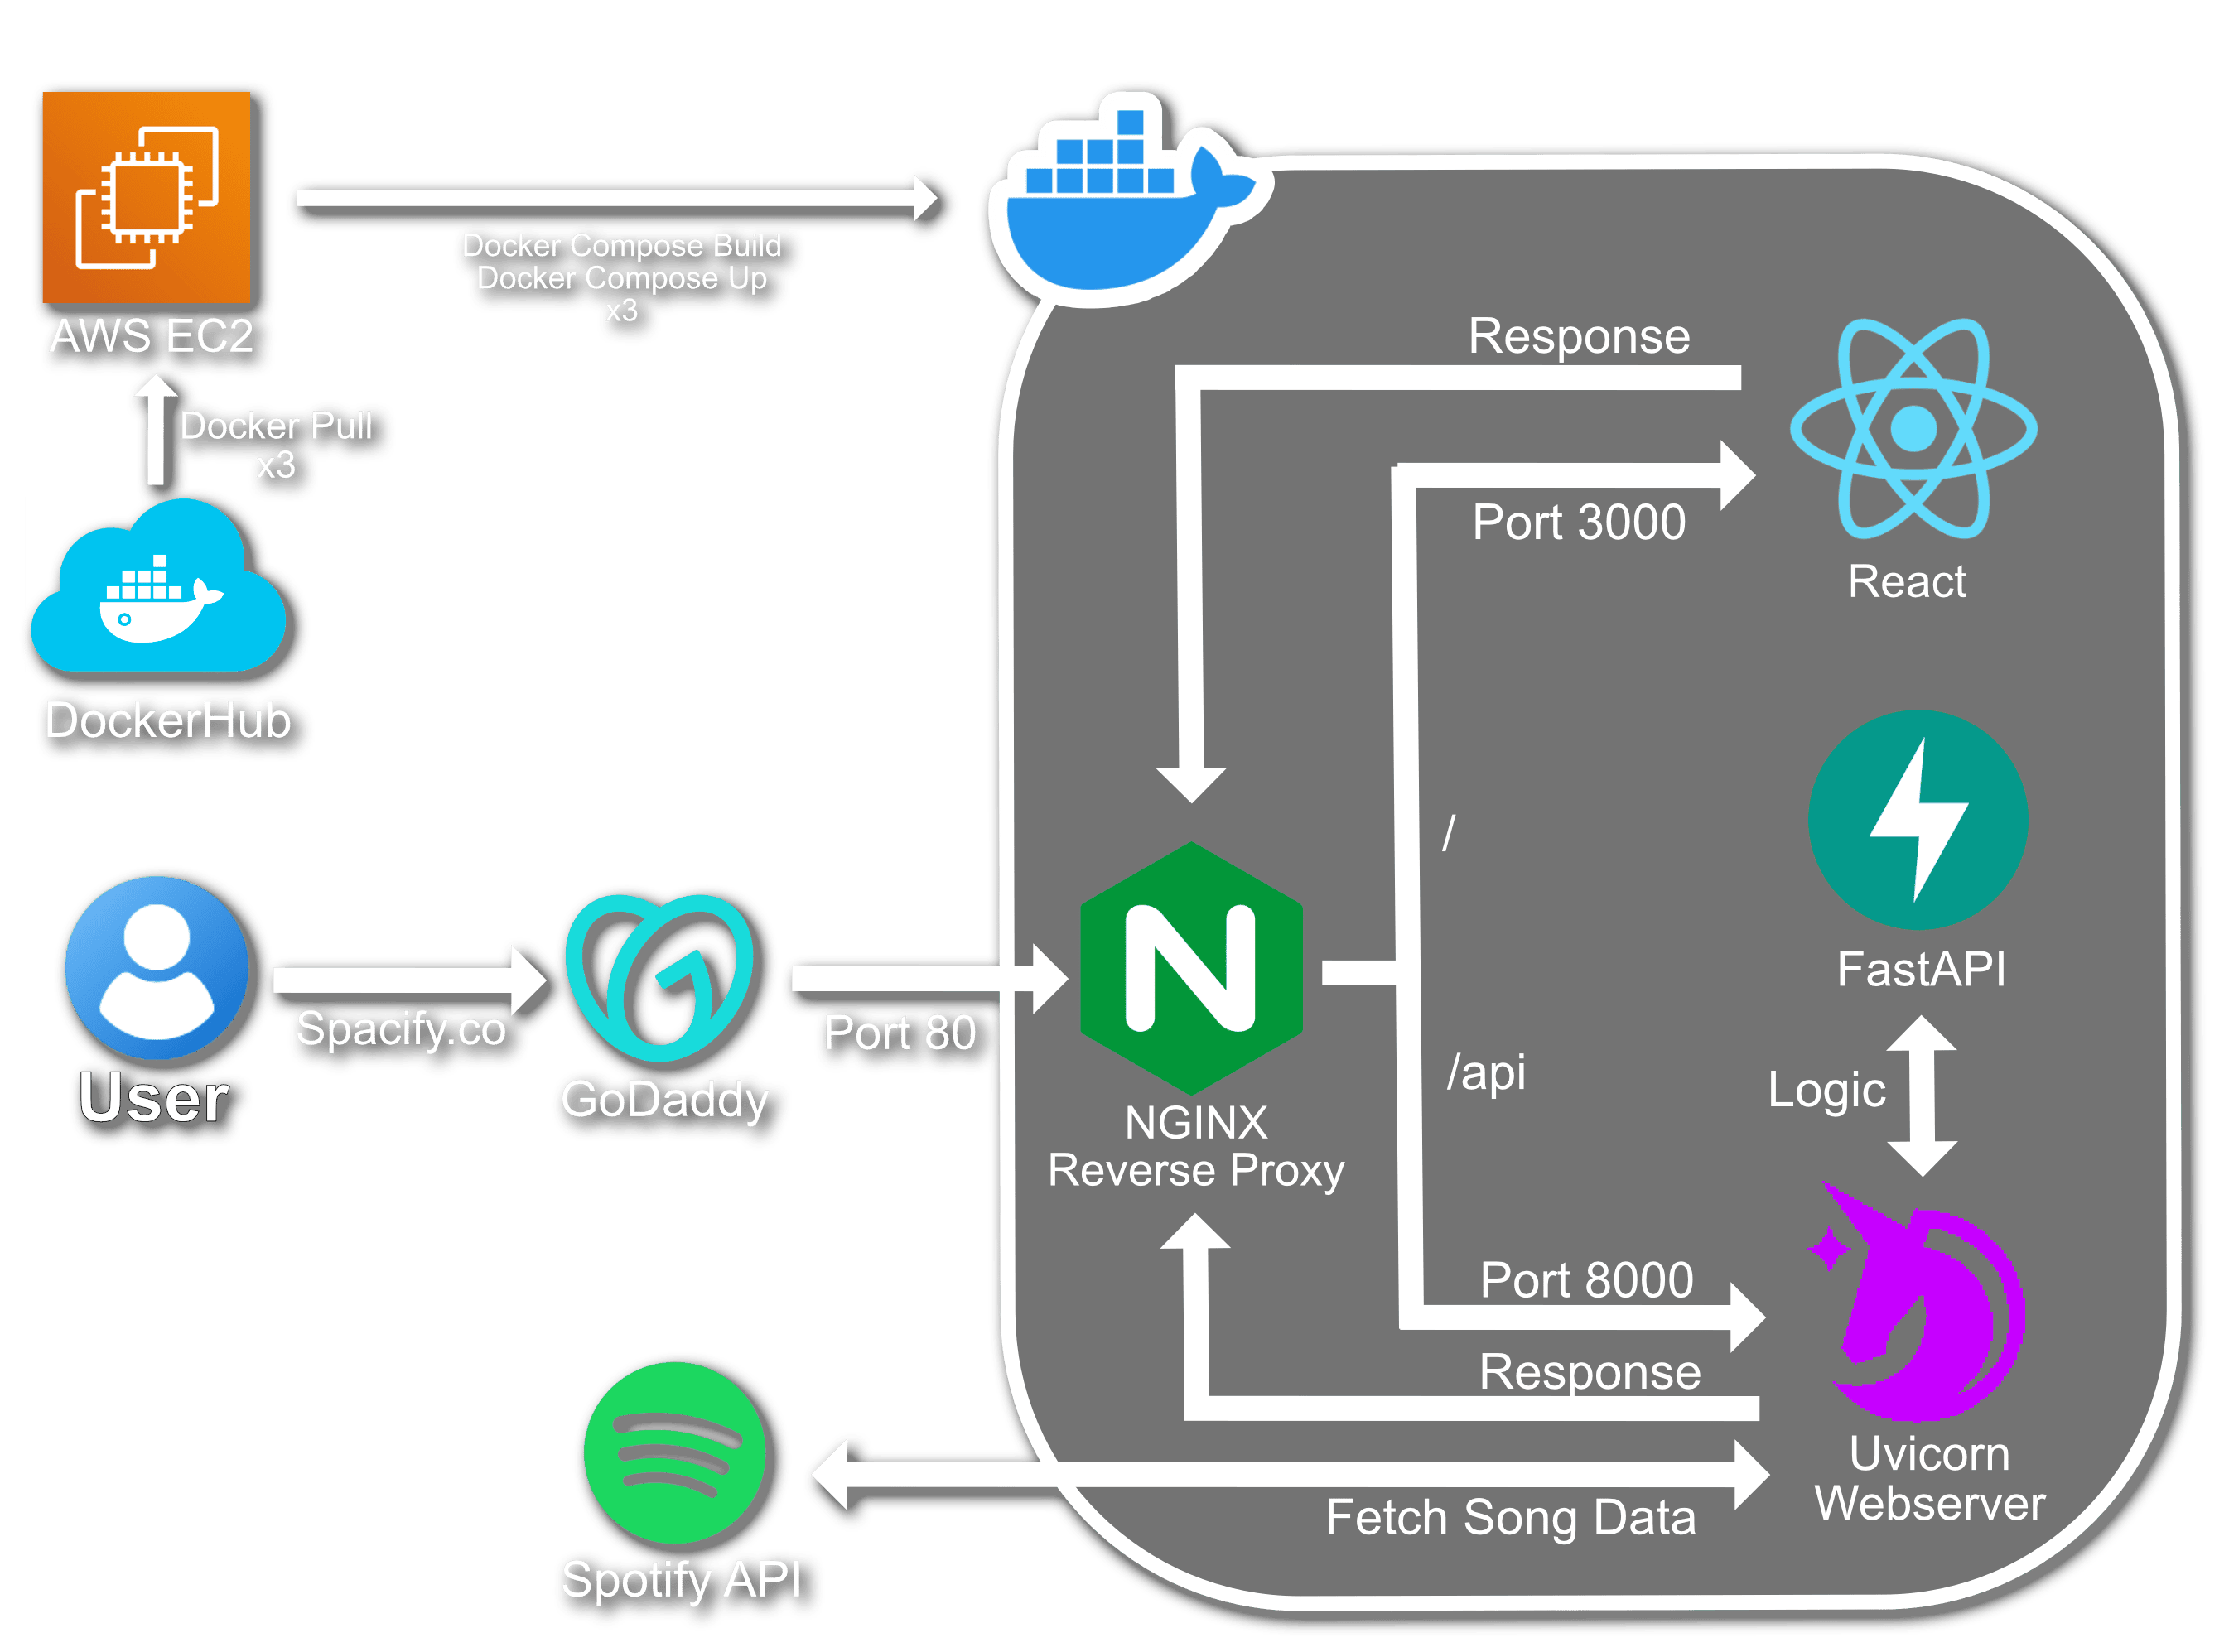 AWS EC2
Docker Compose Build
Docker Compose Up
x3
Docker Pull
x3
DockerHub
User
Spacify.co
GoDaddy
Port 80
NGINX
Reverse Proxy
Response
Port 3000
React
/
/api
FastAPI
Logic
Port 8000
Response
Uvicorn
Webserver
Fetch Song Data
Spotify API